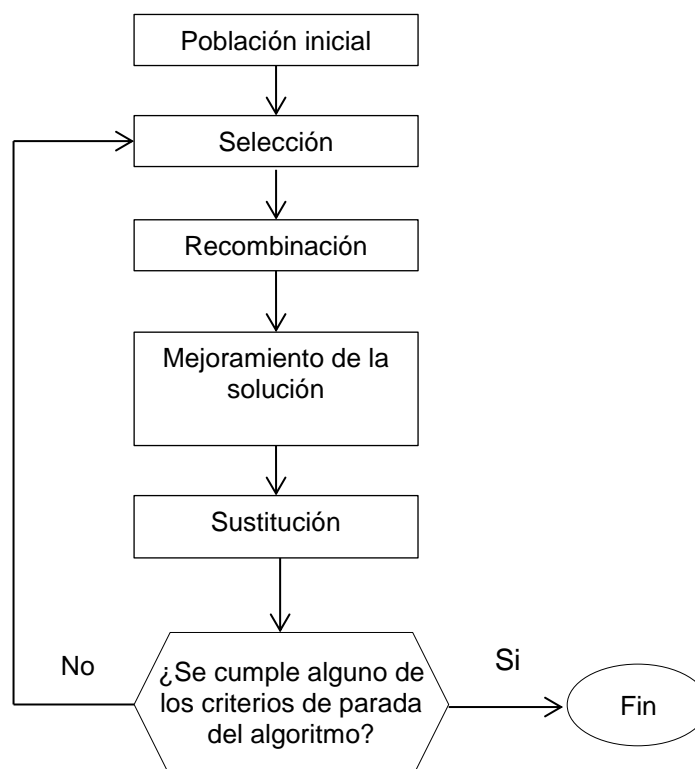 Población inicial
Selección
Recombinación
Mejoramiento de la
solución
Sustitución
No
¿Se cumple alguno de
los criterios de parada
del algoritmo?
Si
Fin